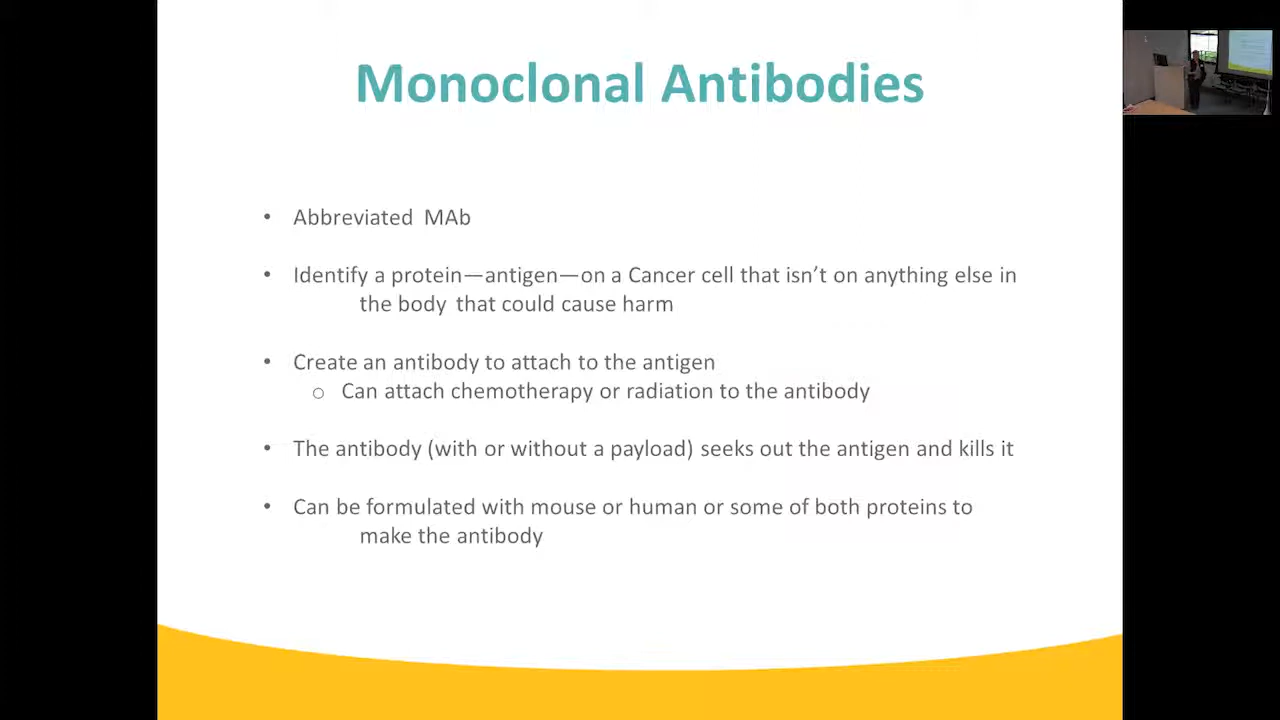 Monoclonal Antibodies
• Abbreviated MAb
• Identify a protein—antigen—on a Cancer cell that isn’t on anything else in
the body that could cause harm
• Create an antibody to attach to the antigen
o Can attach chemotherapy or radiation to the antibody
• The antibody (with or without a payload) seeks out the antigen and kills it
• Can be formulated with mouse or human or some of both proteins to
make the antibody